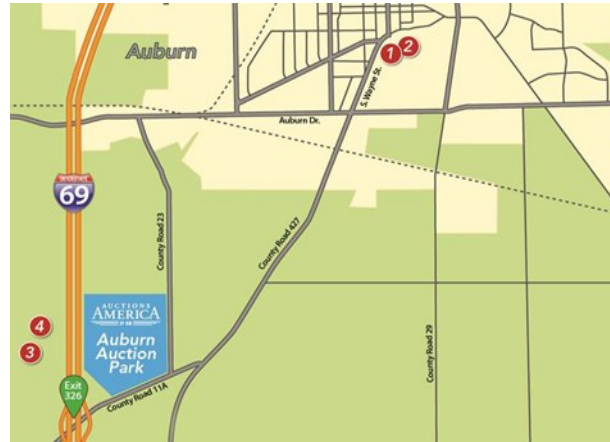 Auburn
1
2
S. Wayne St.
Auburn Dr.
INTERSTATE
69
County Road 23
County Road 427
AUCTIONS
AMERICA
Auburn
Auction
Park
4
3
Exit
326
County Road 11A
County Road 29